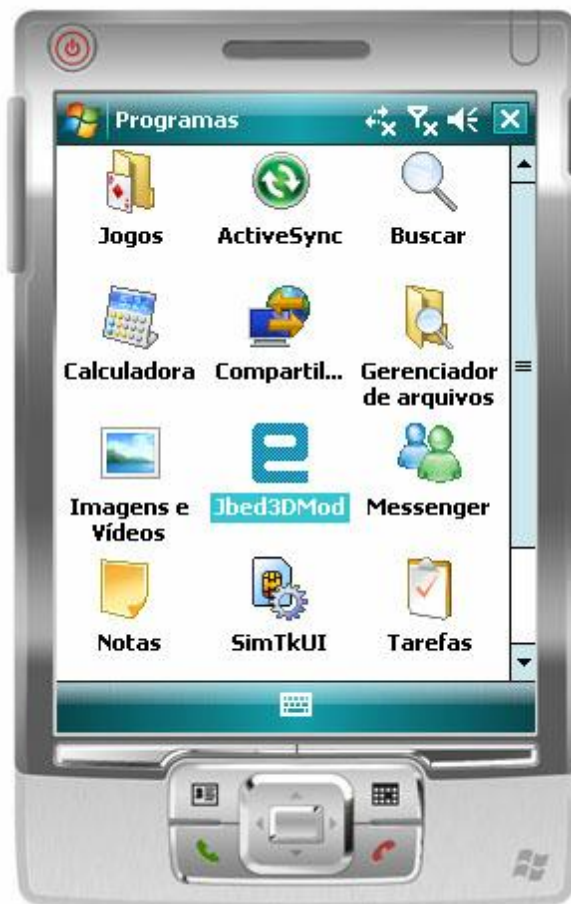 Programas
Jogos
ActiveSync
Buscar
Calculadora
Compartil...
Gerenciador
de arquivos
Imagens e
Vídeos
Jbed3DMod
Messenger
Notas
SimTkUI
Tarefas